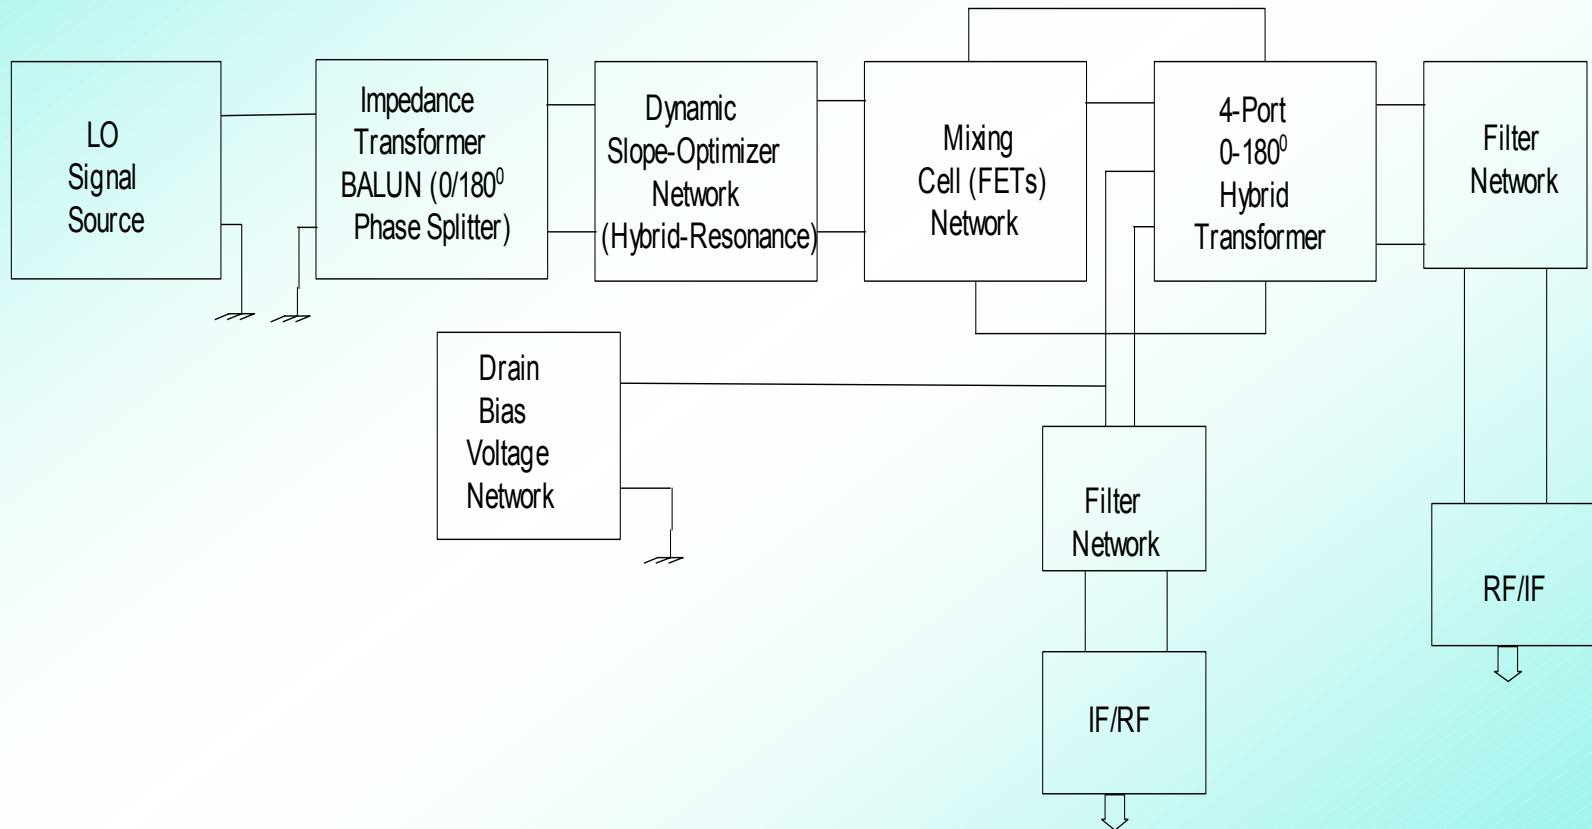 LO
Signal
Source
Impedance
Transformer
BALUN (0/180⁰
Phase Splitter)
Dynamic
Slope-Optimizer
Network
(Hybrid-Resonance)
Mixing
Cell (FETs)
Network
4-Port
0-180⁰
Hybrid
Transformer
Filter
Network
Drain
Bias
Voltage
Network
Filter
Network
RF/IF
IF/RF